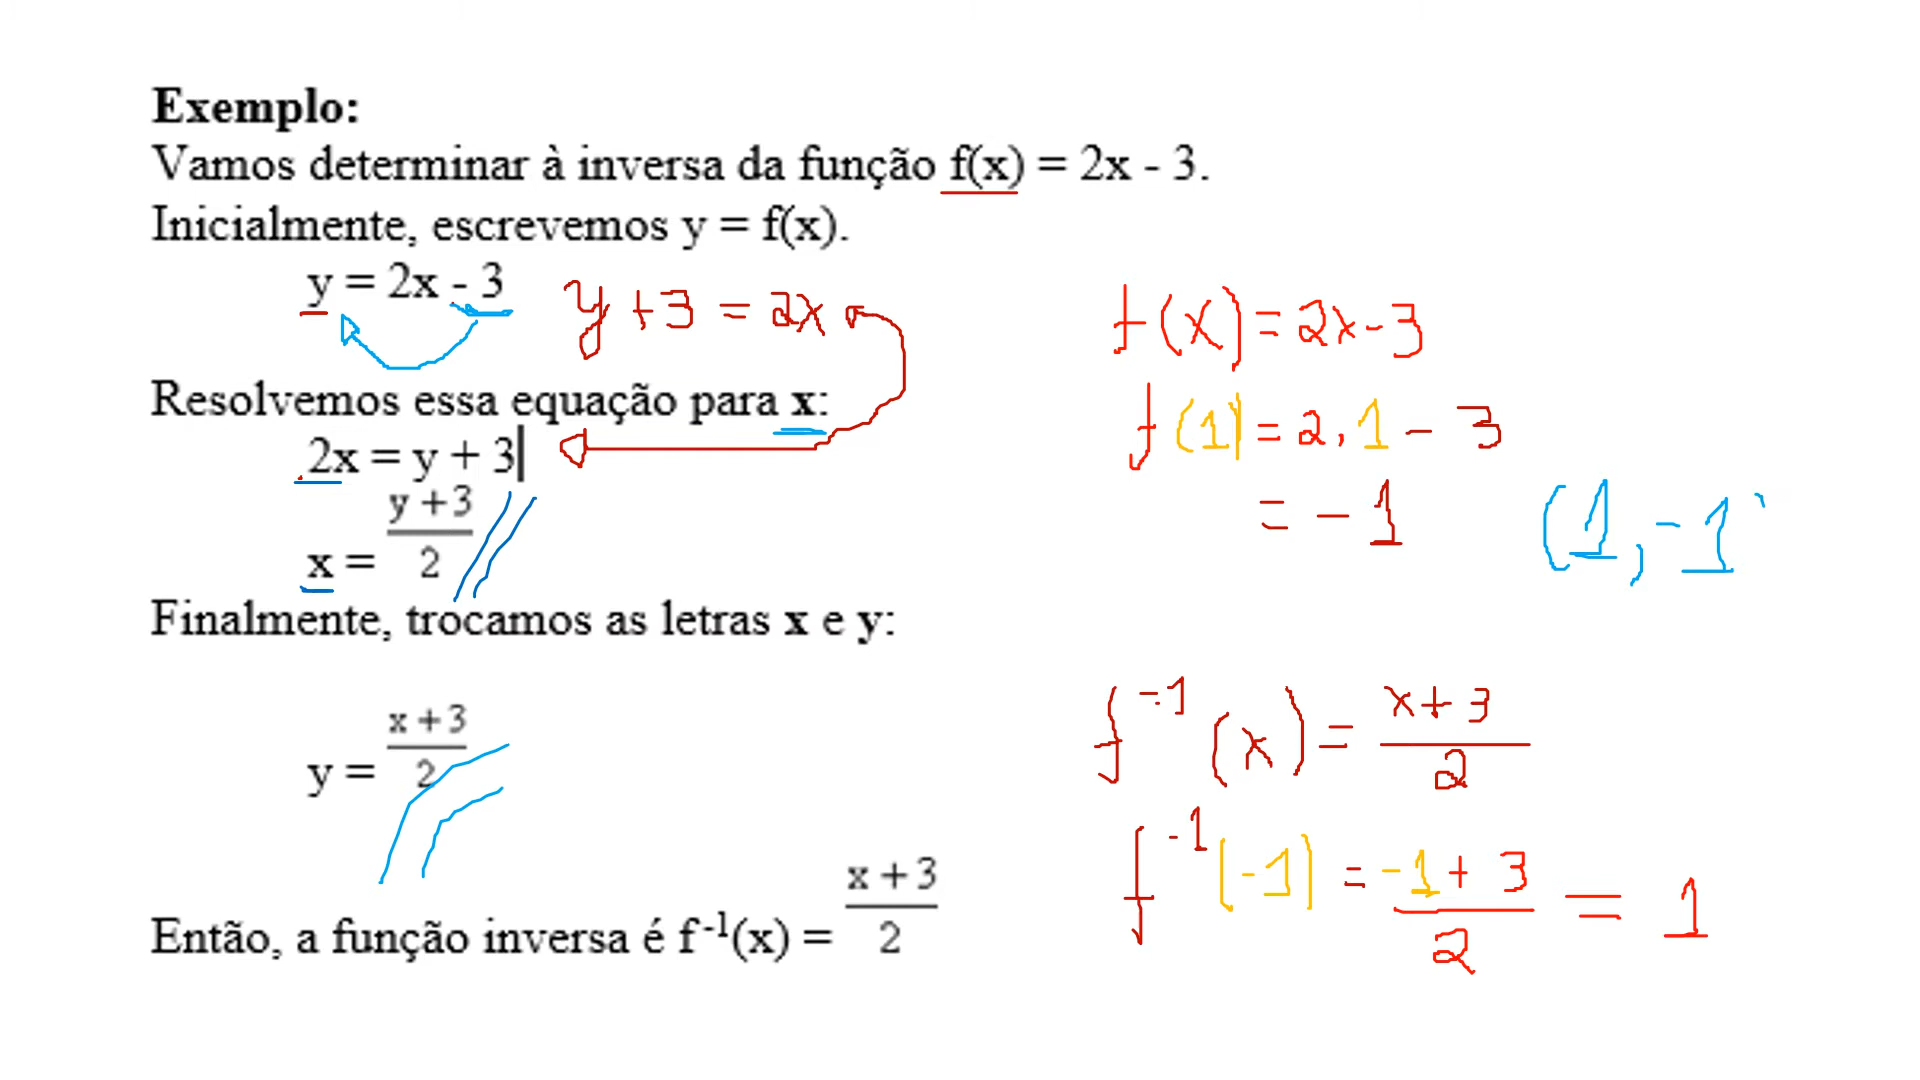 Exemplo:
Vamos determinar à inversa da função f(x) = 2x - 3.
Inicialmente, escrevemos y = f(x).
y = 2x - 3
y + 3 = 2x
Resolvemos essa equação para x:
2x = y + 3
x = (y + 3)/2
Finalmente, trocamos as letras x e y:
y = (x + 3)/2
Então, a função inversa é f⁻¹(x) = (x + 3)/2
f(x) = 2x - 3
f(1) = 2.1 - 3
= -1
(1, -1)
f⁻¹(x) = (x + 3)/2
f⁻¹(-1) = (-1 + 3)/2 = 1